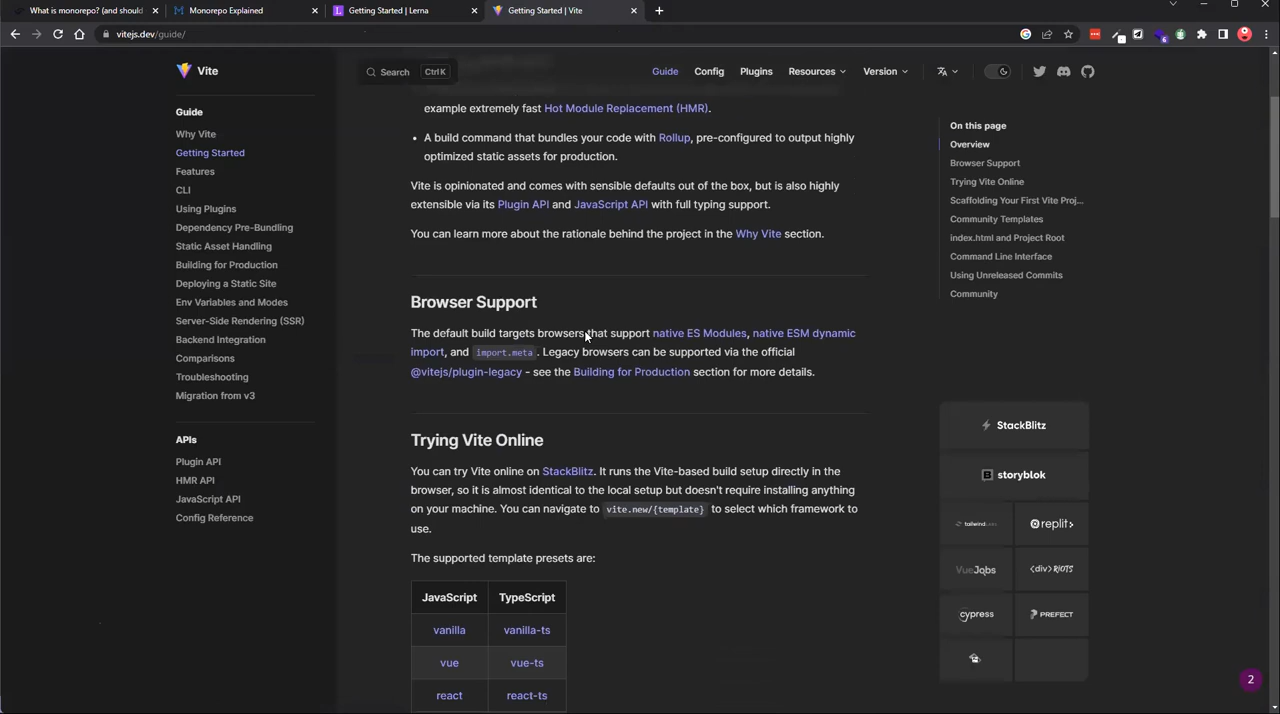 What is monorepo? (and should
Monorepo Explained
Getting Started | Lerna
Getting Started | Vite
vitejs.dev/guide/
6
Vite
Search
Ctrl K
Guide
Config
Plugins
Resources
Version
Guide
Why Vite
Getting Started
Features
CLI
Using Plugins
Dependency Pre-Bundling
Static Asset Handling
Building for Production
Deploying a Static Site
Env Variables and Modes
Server-Side Rendering (SSR)
Backend Integration
Comparisons
Troubleshooting
Migration from v3
APIs
Plugin API
HMR API
JavaScript API
Config Reference
example extremely fast Hot Module Replacement (HMR).
• A build command that bundles your code with Rollup, pre-configured to output highly
optimized static assets for production.
Vite is opinionated and comes with sensible defaults out of the box, but is also highly
extensible via its Plugin API and JavaScript API with full typing support.
You can learn more about the rationale behind the project in the Why Vite section.
Browser Support
The default build targets browsers that support native ES Modules, native ESM dynamic
import, and import.meta. Legacy browsers can be supported via the official
@vitejs/plugin-legacy - see the Building for Production section for more details.
Trying Vite Online
You can try Vite online on StackBlitz. It runs the Vite-based build setup directly in the
browser, so it is almost identical to the local setup but doesn't require installing anything
on your machine. You can navigate to vite.new/{template} to select which framework to
use.
The supported template presets are:
JavaScript TypeScript
vanilla vanilla-ts
vue vue-ts
react react-ts
On this page
Overview
Browser Support
Trying Vite Online
Scaffolding Your First Vite Proj...
Community Templates
index.html and Project Root
Command Line Interface
Using Unreleased Commits
Community
StackBlitz
storyblok
tailwindlabs
replit
VueJobs
<div>RIOTS
cypress
PREFECT
2